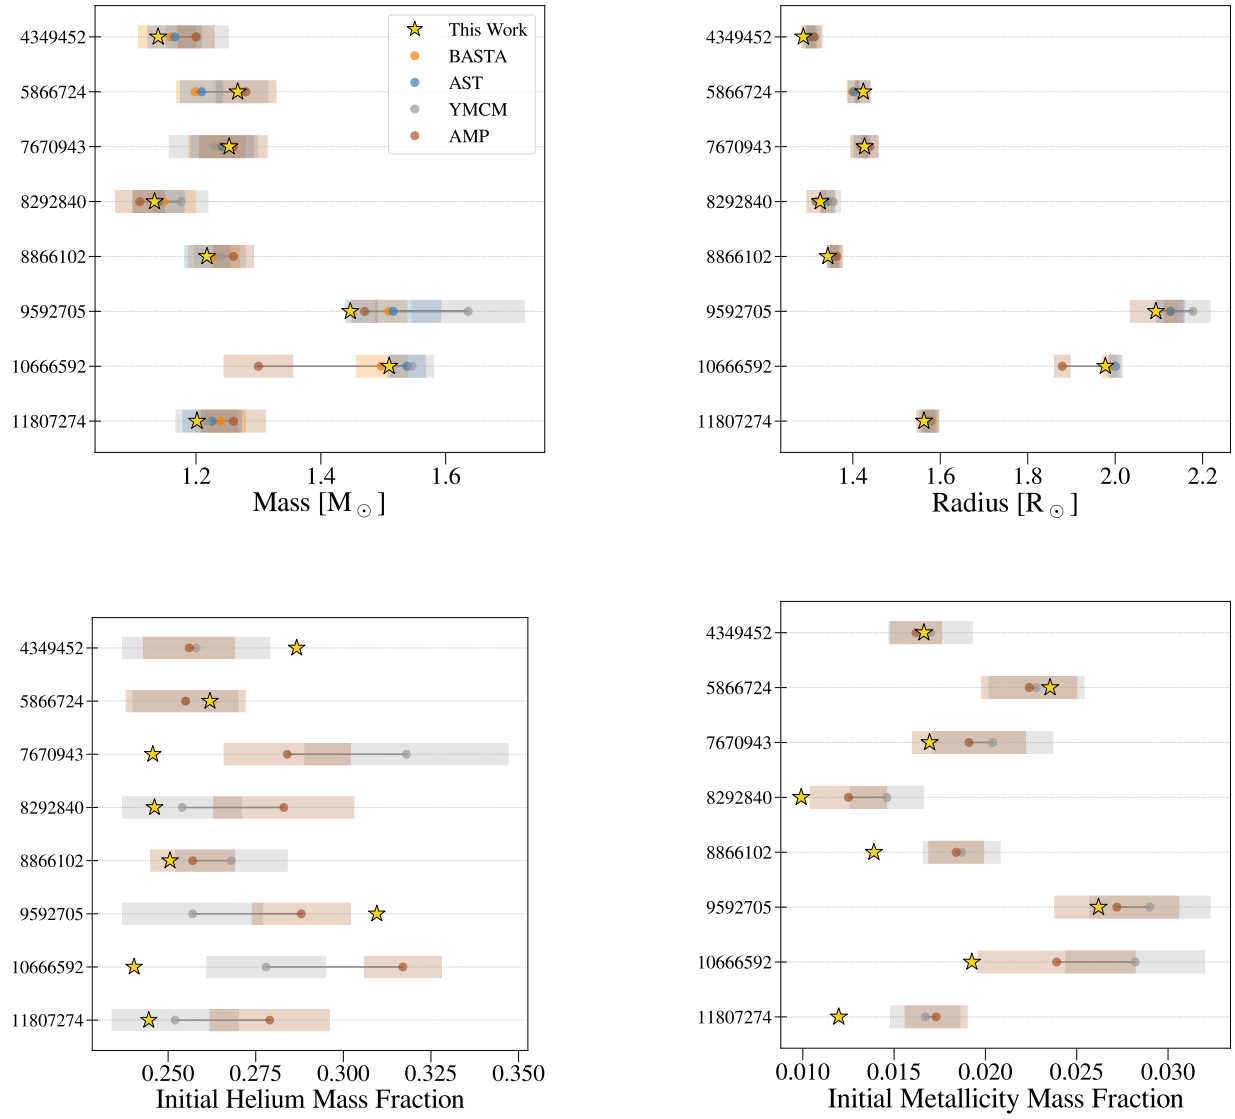 4349452
5866724
7670943
8292840
8866102
9592705
10666592
11807274
This Work
BASTA
AST
YMCM
AMP
1.2 1.4 1.6
Mass [M⊙]
4349452
5866724
7670943
8292840
8866102
9592705
10666592
11807274
1.4 1.6 1.8 2.0 2.2
Radius [R⊙]
4349452
5866724
7670943
8292840
8866102
9592705
10666592
11807274
0.250 0.275 0.300 0.325 0.350
Initial Helium Mass Fraction
4349452
5866724
7670943
8292840
8866102
9592705
10666592
11807274
0.010 0.015 0.020 0.025 0.030
Initial Metallicity Mass Fraction